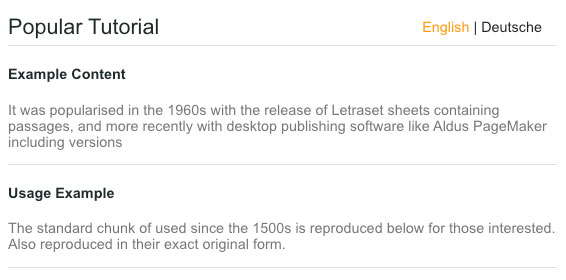 Popular Tutorial
English | Deutsche
Example Content
It was popularised in the 1960s with the release of Letraset sheets containing
passages, and more recently with desktop publishing software like Aldus PageMaker
including versions
Usage Example
The standard chunk of used since the 1500s is reproduced below for those interested.
Also reproduced in their exact original form.